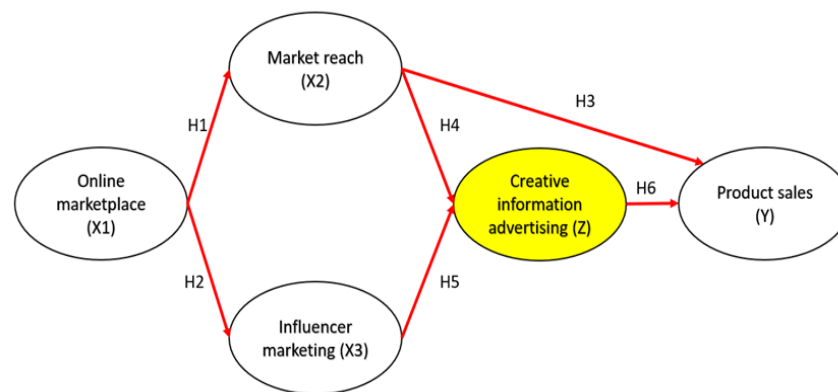 Market reach
(X2)
H3
H1
H4
Online
marketplace
(X1)
Creative
information
advertising (Z)
H6
Product sales
(Y)
H2
H5
Influencer
marketing (X3)